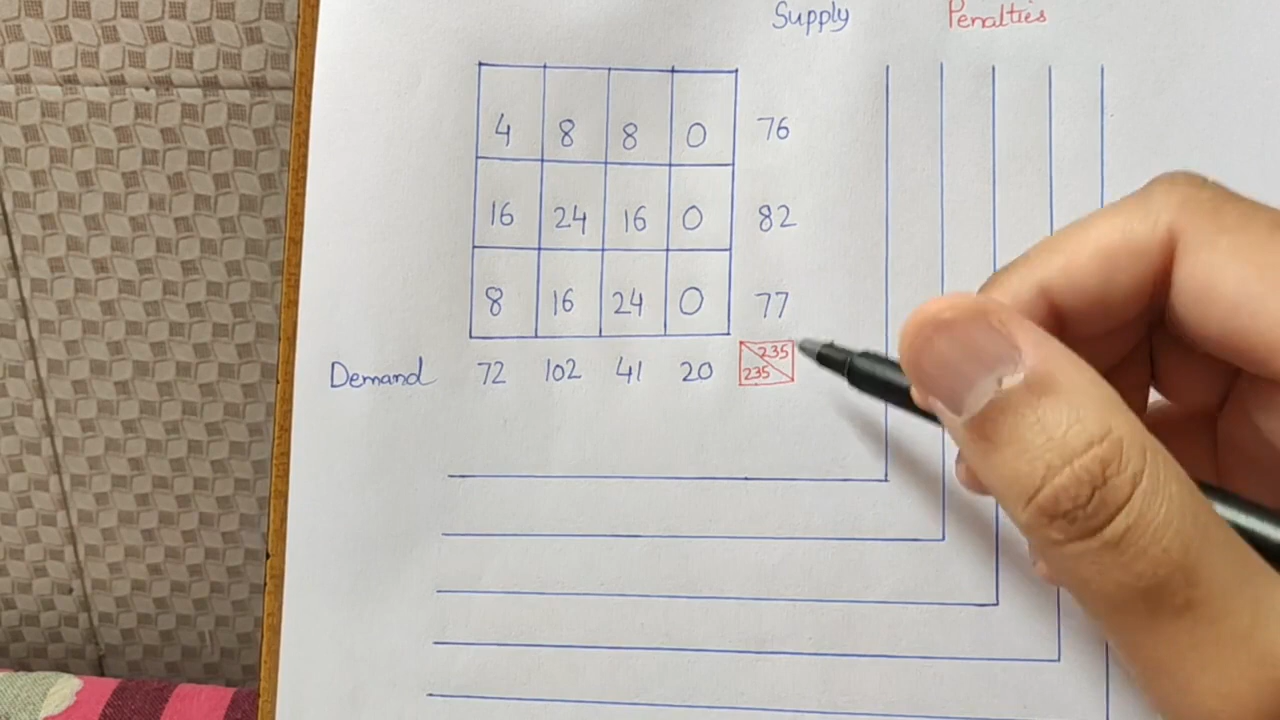 Supply Penalties
4 8 8 0 76
16 24 16 0 82
8 16 24 0 77
Demand 72 102 41 20 235
235